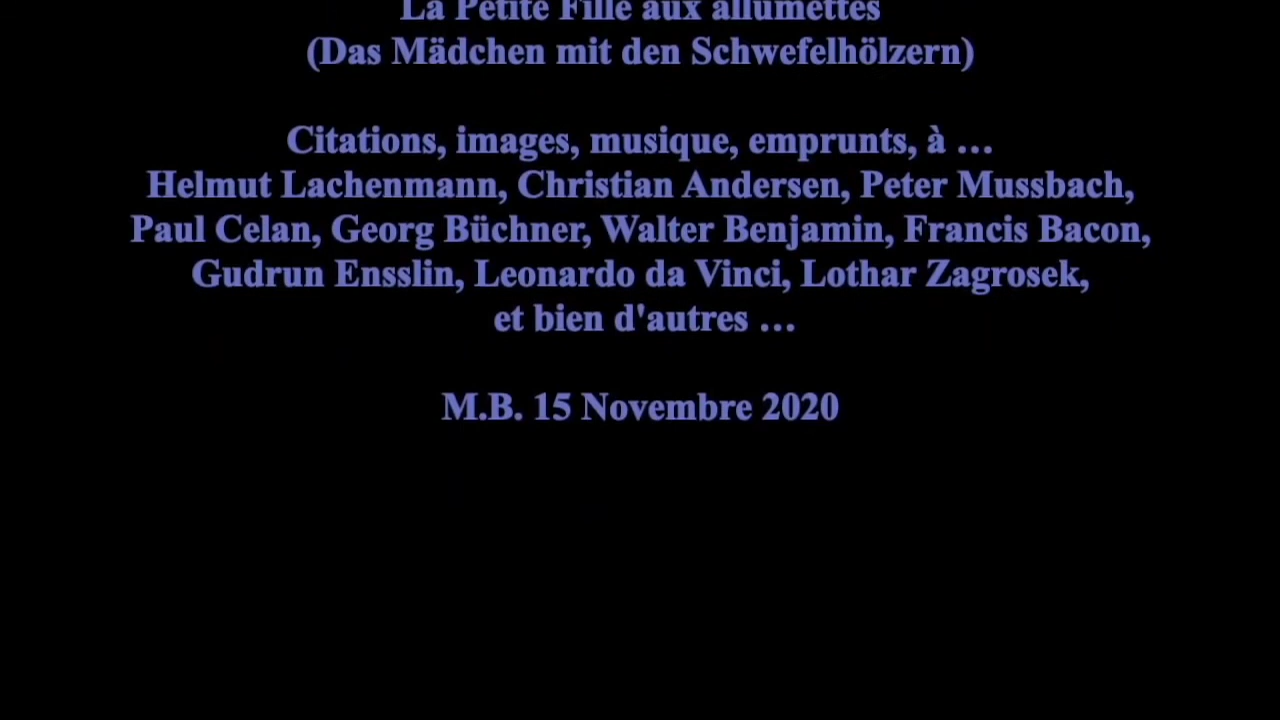 La Petite Fille aux allumettes
(Das Mädchen mit den Schwefelhölzern)
Citations, images, musique, emprunts, à …
Helmut Lachenmann, Christian Andersen, Peter Mussbach,
Paul Celan, Georg Büchner, Walter Benjamin, Francis Bacon,
Gudrun Ensslin, Leonardo da Vinci, Lothar Zagrosek,
et bien d'autres …
M.B. 15 Novembre 2020